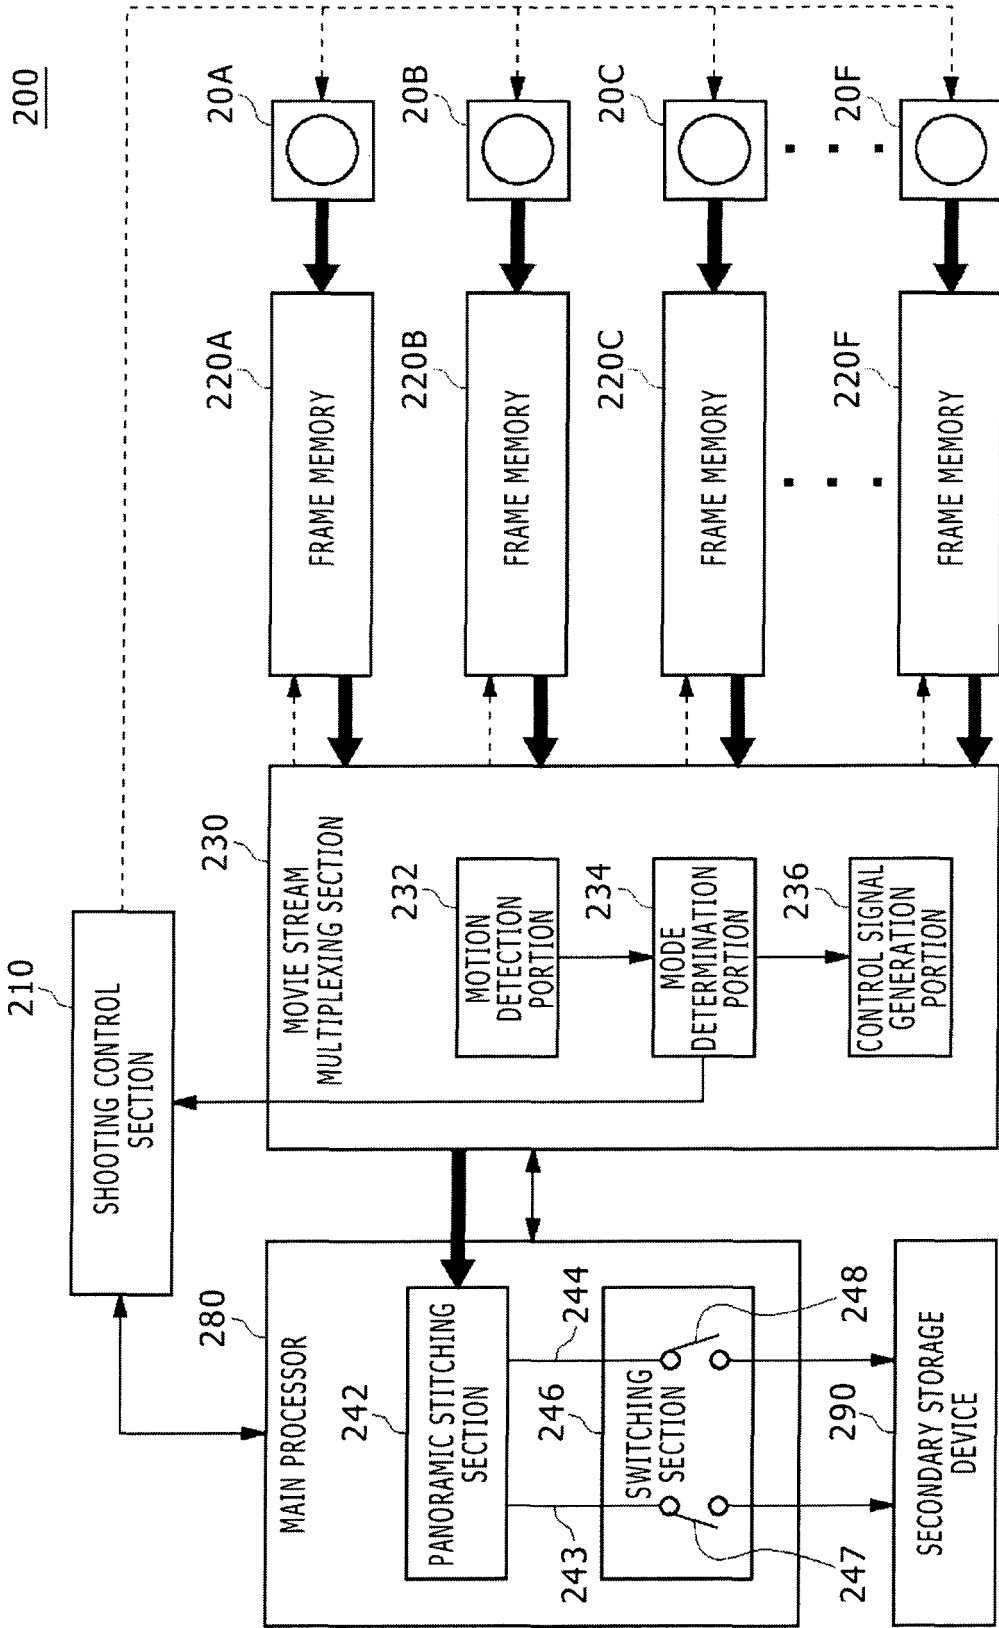 200
210
SHOOTING CONTROL
SECTION
280
MAIN PROCESSOR
242
PANORAMIC STITCHING
SECTION
243
244
246
SWITCHING
SECTION
247
248
290
SECONDARY STORAGE
DEVICE
230
MOVIE STREAM
MULTIPLEXING SECTION
232
MOTION
DETECTION
PORTION
234
MODE
DETERMINATION
PORTION
236
CONTROL SIGNAL
GENERATION
PORTION
220A
FRAME MEMORY
220B
FRAME MEMORY
220C
FRAME MEMORY
220F
FRAME MEMORY
20A
20B
20C
20F